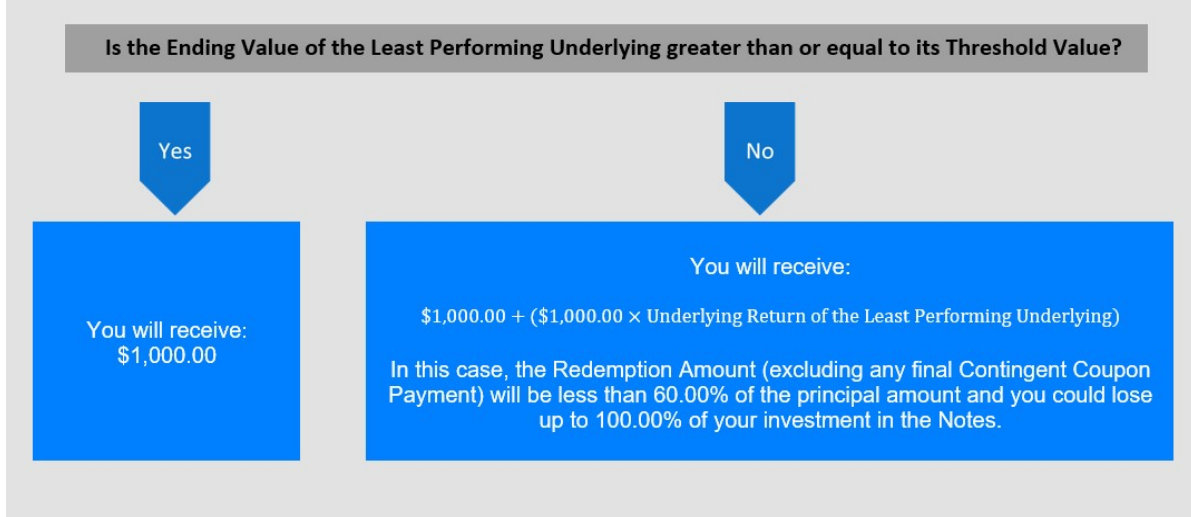 Is the Ending Value of the Least Performing Underlying greater than or equal to its Threshold Value?
Yes
No
You will receive:
$1,000.00
You will receive:
$1,000.00 + ($1,000.00 × Underlying Return of the Least Performing Underlying)
In this case, the Redemption Amount (excluding any final Contingent Coupon
Payment) will be less than 60.00% of the principal amount and you could lose
up to 100.00% of your investment in the Notes.